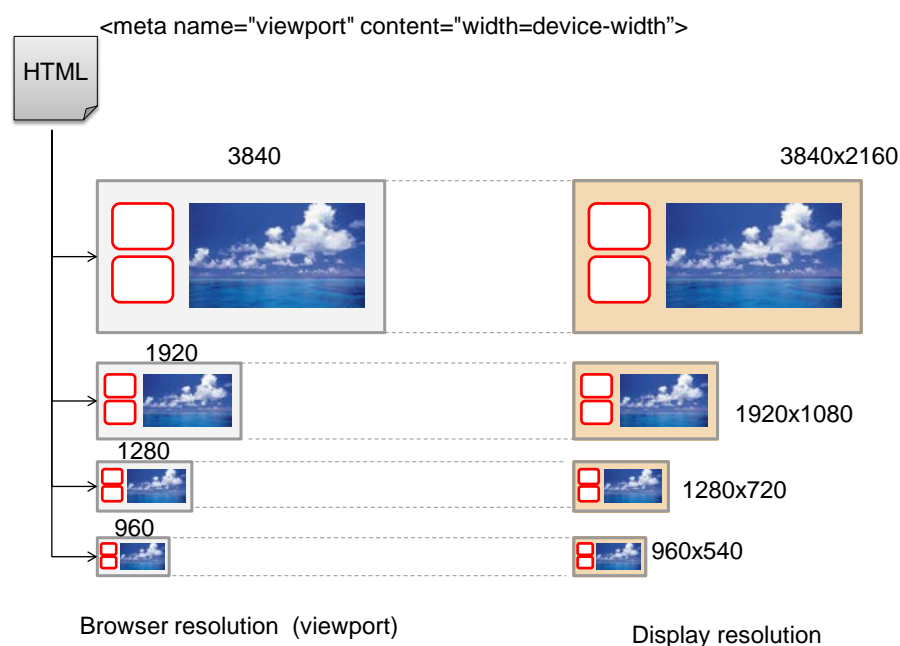 <meta name="viewport" content="width=device-width”>
HTML
3840
3840x2160
1920
1920x1080
1280
1280x720
960
960x540
Browser resolution (viewport)
Display resolution